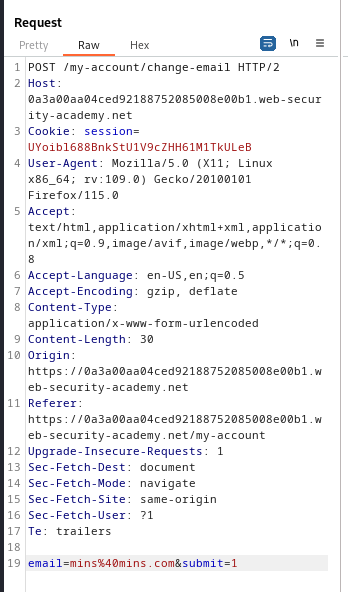 Request
Pretty Raw Hex \n
1 POST /my-account/change-email HTTP/2
2 Host:
0a3a00aa04ced92188752085008e00b1.web-secur
ity-academy.net
3 Cookie: session=
UYoibl688BnkStU1V9cZHH61M1TkULeB
4 User-Agent: Mozilla/5.0 (X11; Linux
x86_64; rv:109.0) Gecko/20100101
Firefox/115.0
5 Accept:
text/html,application/xhtml+xml,applicatio
n/xml;q=0.9,image/avif,image/webp,*/*;q=0.
8
6 Accept-Language: en-US,en;q=0.5
7 Accept-Encoding: gzip, deflate
8 Content-Type:
application/x-www-form-urlencoded
9 Content-Length: 30
10 Origin:
https://0a3a00aa04ced92188752085008e00b1.w
eb-security-academy.net
11 Referer:
https://0a3a00aa04ced92188752085008e00b1.w
eb-security-academy.net/my-account
12 Upgrade-Insecure-Requests: 1
13 Sec-Fetch-Dest: document
14 Sec-Fetch-Mode: navigate
15 Sec-Fetch-Site: same-origin
16 Sec-Fetch-User: ?1
17 Te: trailers
18
19 email=mins%40mins.com&submit=1